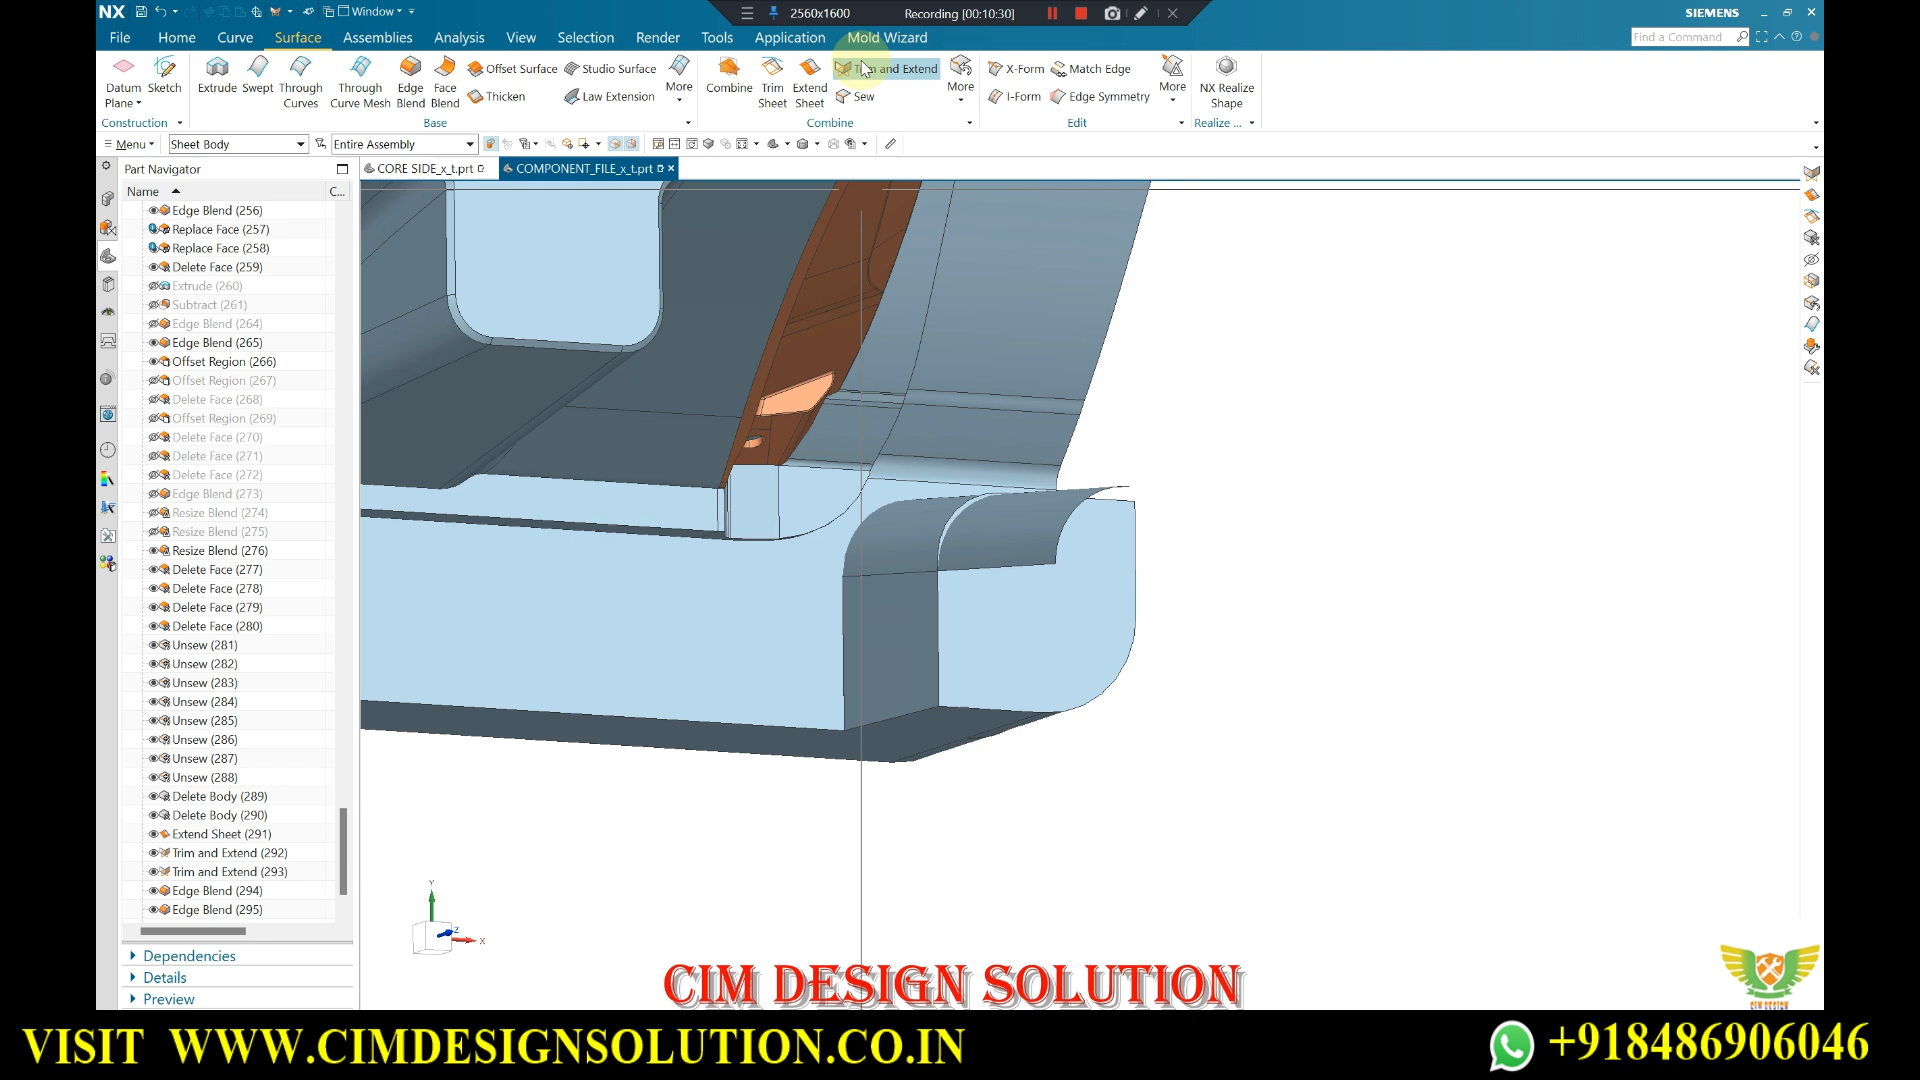 NX
Window
2560x1600
Recording [00:10:30]
SIEMENS
File Home Curve Surface Assemblies Analysis View Selection Render Tools Application Mold Wizard
Find a Command
Datum Plane
Sketch
Extrude
Swept
Through Curves
Through Curve Mesh
Edge Blend
Face Blend
Offset Surface
Thicken
Studio Surface
Law Extension
More
Combine
Trim Sheet
Extend Sheet
and Extend
Sew
More
X-Form
I-Form
Match Edge
Edge Symmetry
More
NX Realize Shape
Construction
Base
Combine
Edit
Realize ...
Menu
Sheet Body
Entire Assembly
Part Navigator
CORE SIDE_x_t.prt
COMPONENT_FILE_x_t.prt
Name
C...
Edge Blend (256)
Replace Face (257)
Replace Face (258)
Delete Face (259)
Extrude (260)
Subtract (261)
Edge Blend (264)
Edge Blend (265)
Offset Region (266)
Offset Region (267)
Delete Face (268)
Offset Region (269)
Delete Face (270)
Delete Face (271)
Delete Face (272)
Edge Blend (273)
Resize Blend (274)
Resize Blend (275)
Resize Blend (276)
Delete Face (277)
Delete Face (278)
Delete Face (279)
Delete Face (280)
Unsew (281)
Unsew (282)
Unsew (283)
Unsew (284)
Unsew (285)
Unsew (286)
Unsew (287)
Unsew (288)
Delete Body (289)
Delete Body (290)
Extend Sheet (291)
Trim and Extend (292)
Trim and Extend (293)
Edge Blend (294)
Edge Blend (295)
Dependencies
Details
Preview
Y
Z
X
CIM DESIGN SOLUTION
CIM DESIGN
VISIT WWW.CIMDESIGNSOLUTION.CO.IN
+918486906046